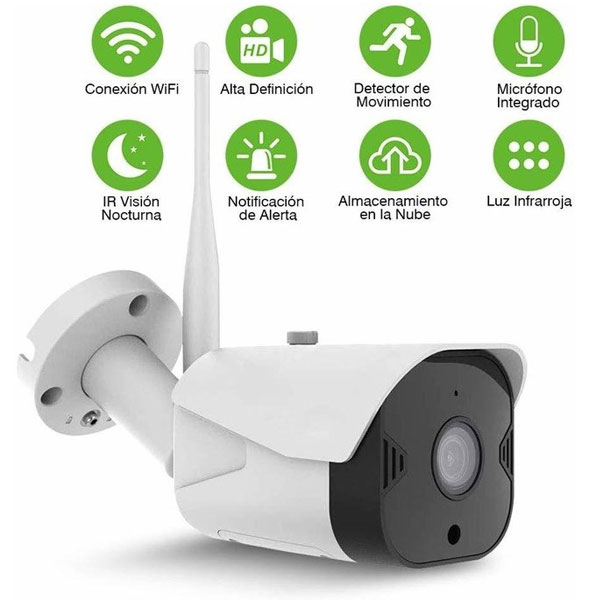 HD
Conexión WiFi
Alta Definición
Detector de
Movimiento
Micrófono
Integrado
IR Visión
Nocturna
Notificación
de Alerta
Almacenamiento
en la Nube
Luz Infrarroja